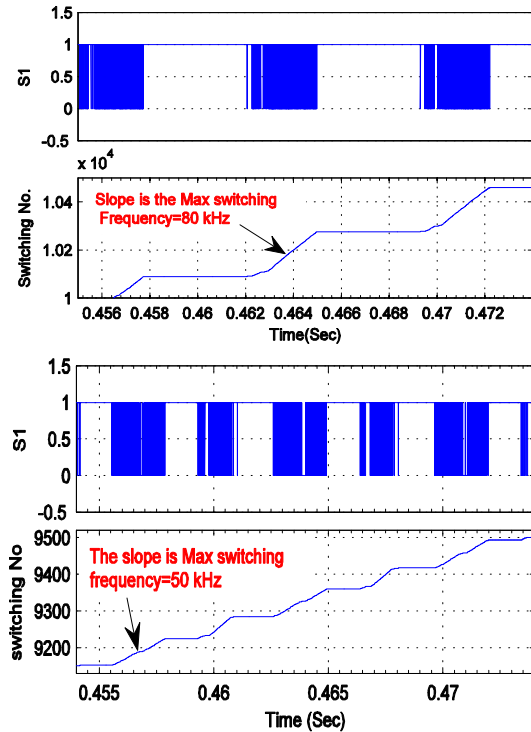 1.5
1
0.5
0
-0.5
S1
x 10^4
1.04
1.02
1
Switching No.
Slope is the Max switching
Frequency=80 kHz
0.456 0.458 0.46 0.462 0.464 0.466 0.468 0.47 0.472
Time(Sec)
1.5
1
0.5
0
-0.5
S1
9500
9400
9300
9200
switching No
The slope is Max switching
frequency=50 kHz
0.455 0.46 0.465 0.47
Time (Sec)